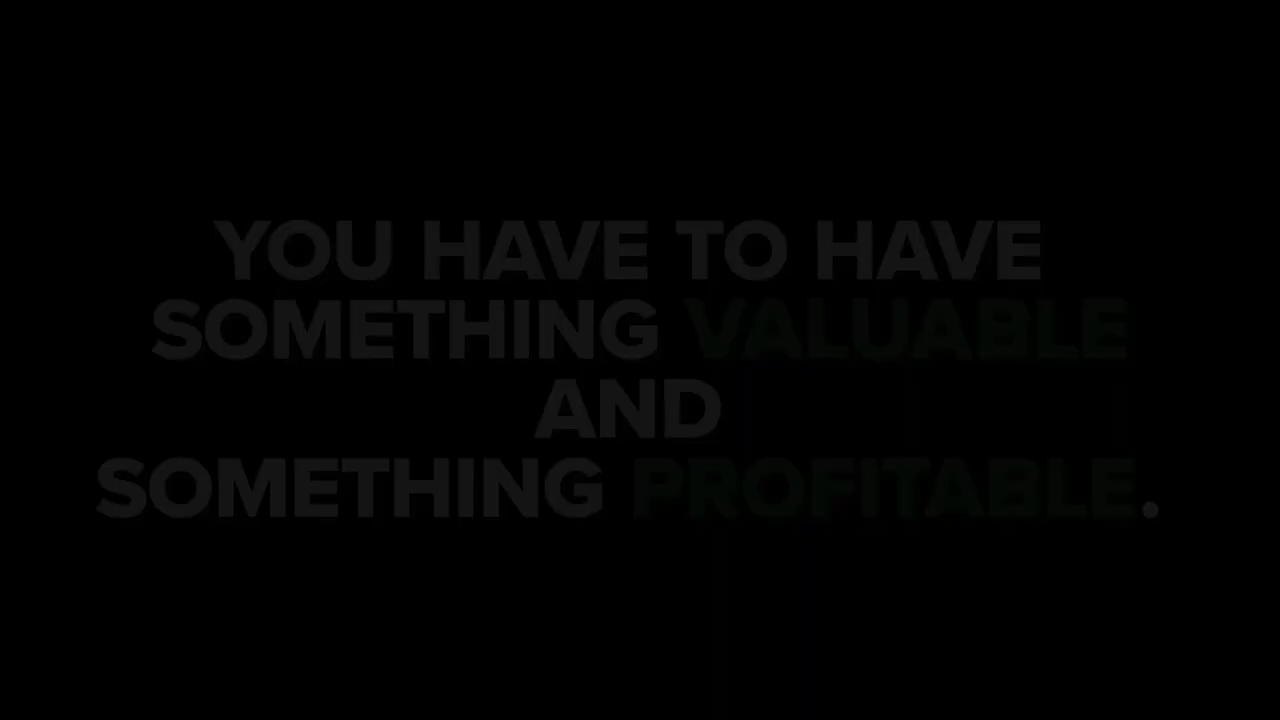 YOU HAVE TO HAVE
SOMETHING VALUABLE
AND
SOMETHING PROFITABLE.